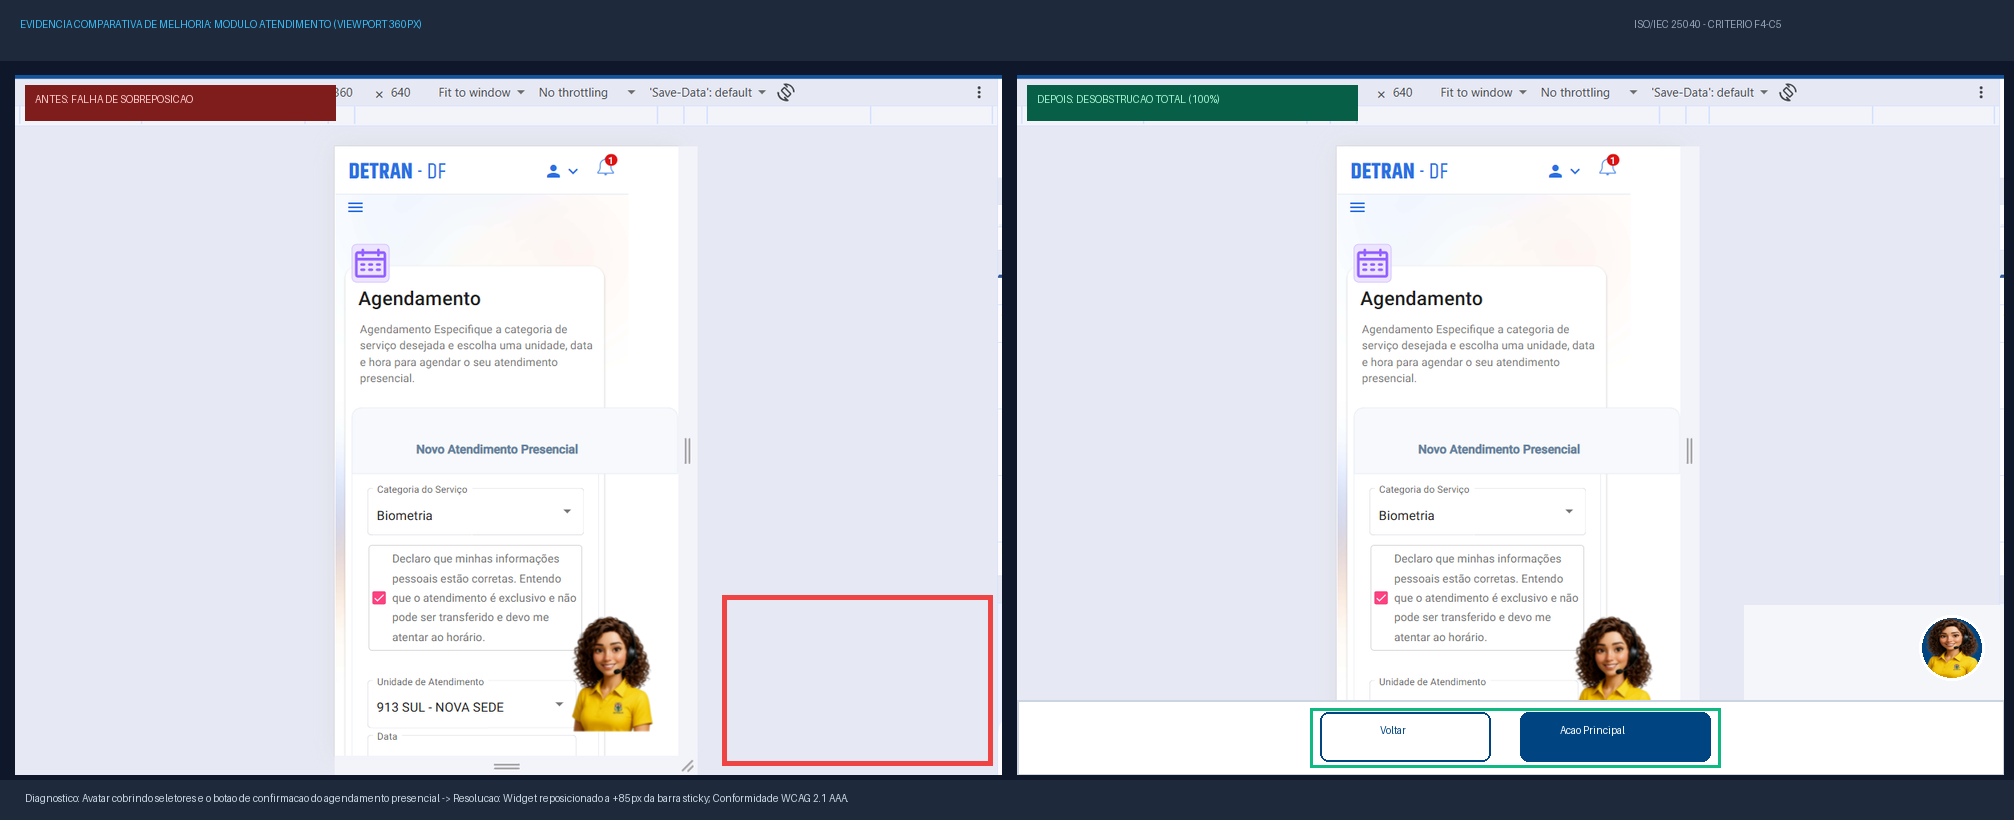 EVIDENCIA COMPARATIVA DE MELHORIA: MODULO ATENDIMENTO (VIEWPORT 360PX)
ISO/IEC 25040 - CRITERIO F4-C5
ANTES: FALHA DE SOBREPOSICAO
360 × 640 Fit to window No throttling 'Save-Data': default
DETRAN - DF
1
Agendamento
Agendamento Especifique a categoria de
serviço desejada e escolha uma unidade, data
e hora para agendar o seu atendimento
presencial.
Novo Atendimento Presencial
Categoria do Serviço
Biometria
Declaro que minhas informações
pessoais estão corretas. Entendo
que o atendimento é exclusivo e não
pode ser transferido e devo me
atentar ao horário.
Unidade de Atendimento
913 SUL - NOVA SEDE
Data
DEPOIS: DESOBSTRUCAO TOTAL (100%)
× 640 Fit to window No throttling 'Save-Data': default
DETRAN - DF
1
Agendamento
Agendamento Especifique a categoria de
serviço desejada e escolha uma unidade, data
e hora para agendar o seu atendimento
presencial.
Novo Atendimento Presencial
Categoria do Serviço
Biometria
Declaro que minhas informações
pessoais estão corretas. Entendo
que o atendimento é exclusivo e não
pode ser transferido e devo me
atentar ao horário.
Unidade de Atendimento
Voltar
Acao Principal
Diagnostico: Avatar cobrindo seletores e o botao de confirmacao do agendamento presencial -> Resolucao: Widget reposicionado a +85px da barra sticky; Conformidade WCAG 2.1 AAA.